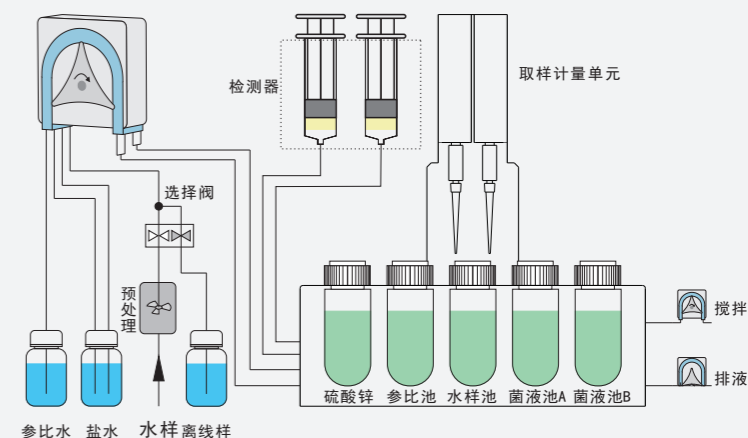 检测器
取样计量单元
选择阀
预处理
搅拌
排液
硫酸锌 参比池 水样池 菌液池A 菌液池B
参比水 盐水 水样 离线样